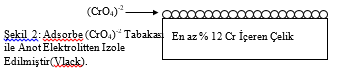 (CrO₄)⁻²
Şekil 2: Adsorbe (CrO₄)⁻² Tabakası
ile Anot Elektrolitten İzole
Edilmiştir(Vlack).
En az % 12 Cr İçeren Çelik